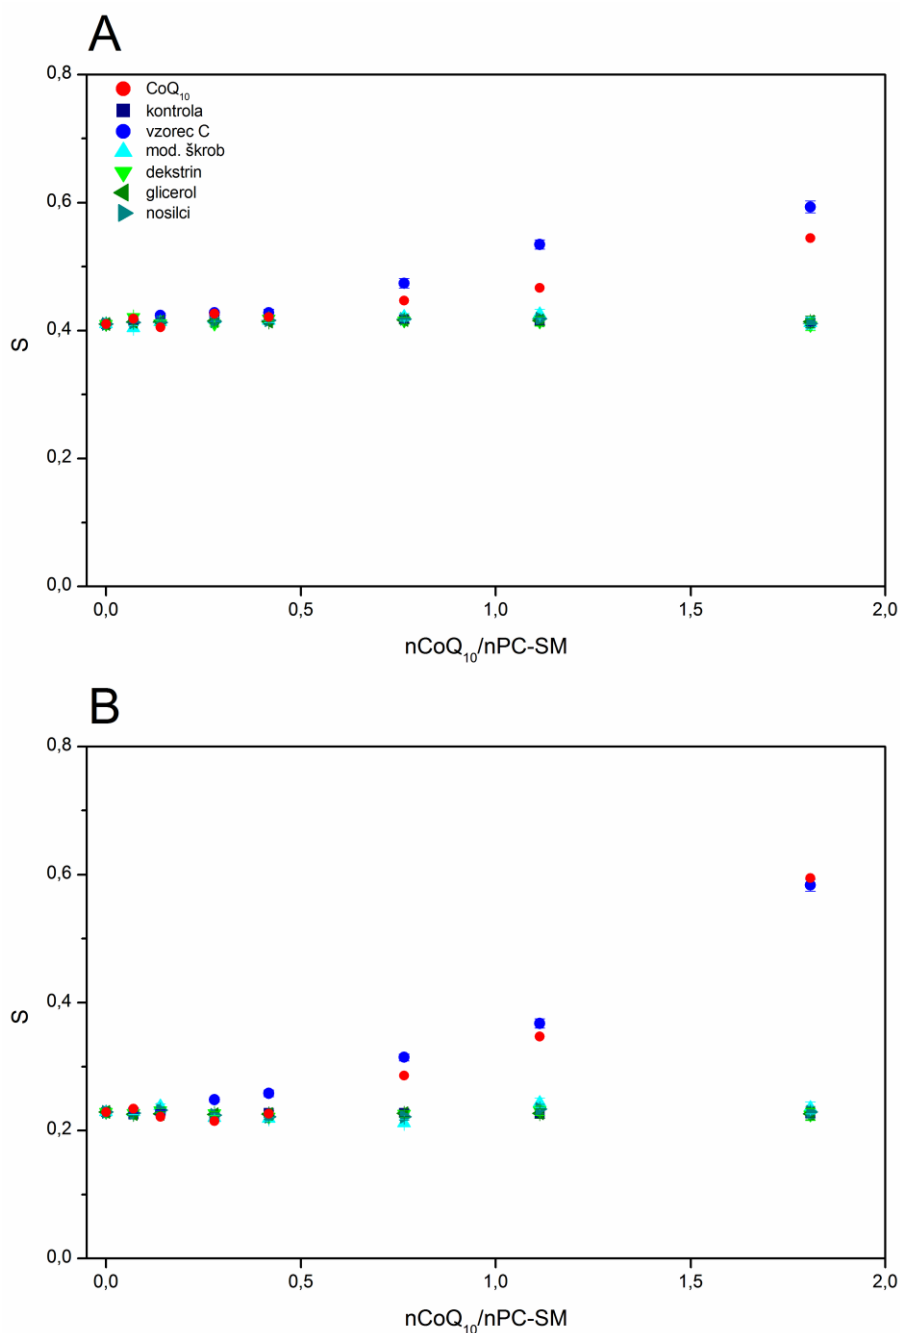 A
0,8
CoQ₁₀
kontrola
vzorec C
mod. škrob
dekstrin
glicerol
nosilci
0,6
0,4
S
0,2
0,0
0,0 0,5 1,0 1,5 2,0
nCoQ₁₀/nPC-SM
B
0,8
0,6
0,4
S
0,2
0,0
0,0 0,5 1,0 1,5 2,0
nCoQ₁₀/nPC-SM